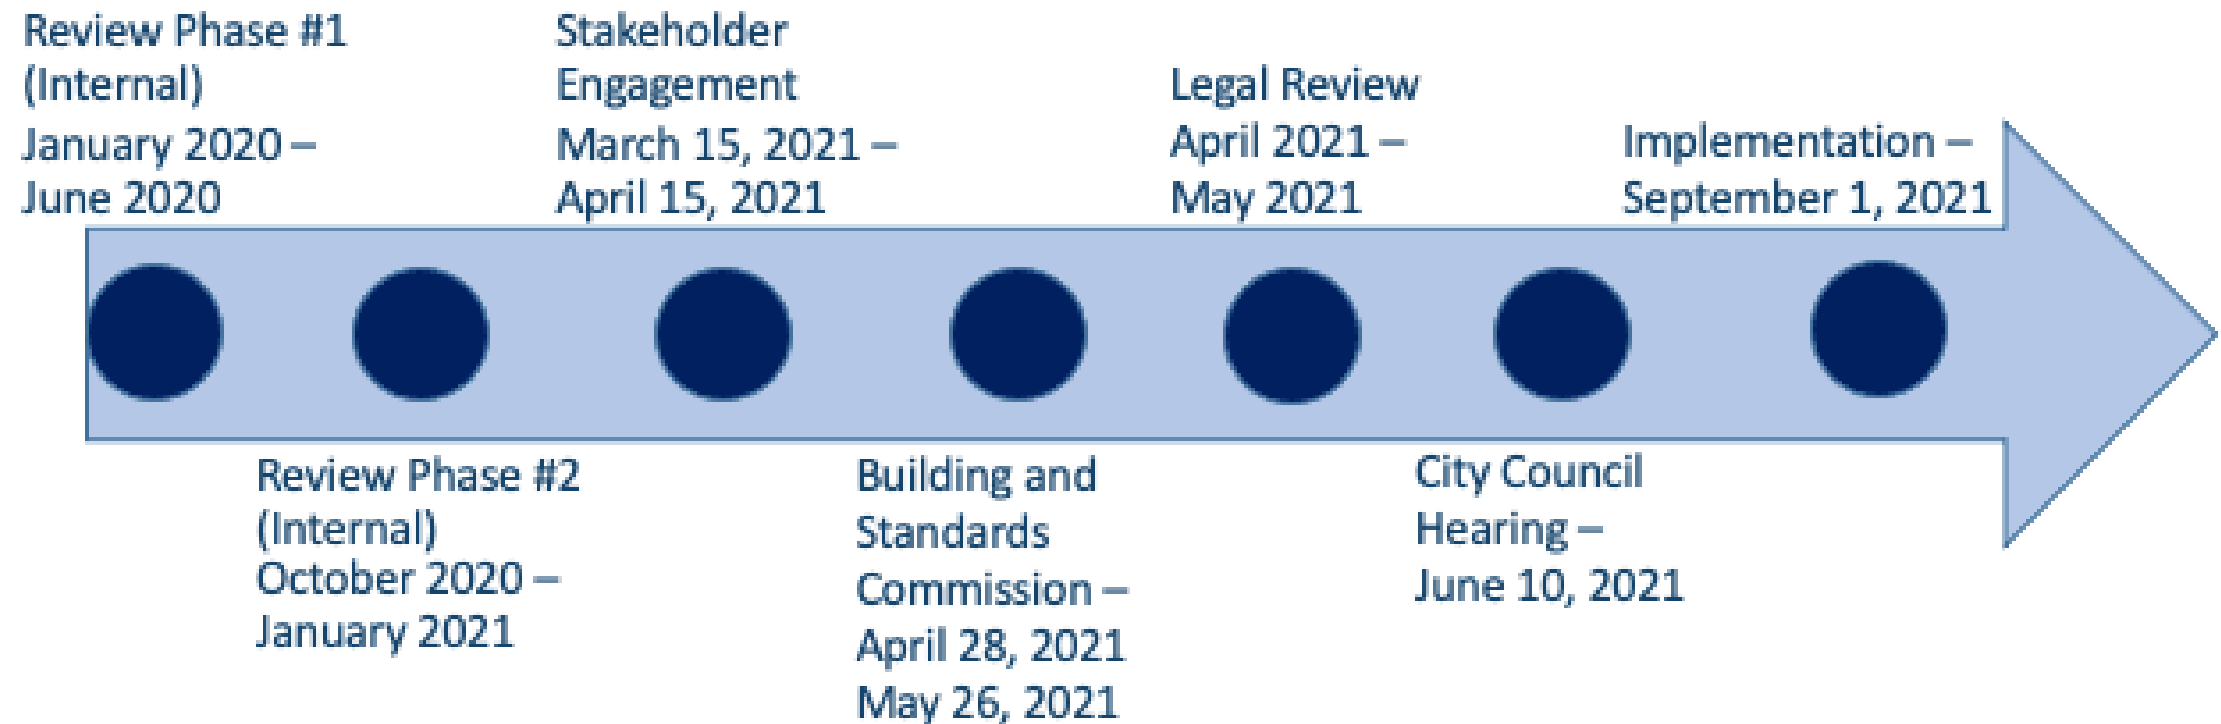 Review Phase #1
(Internal)
January 2020 –
June 2020
Review Phase #2
(Internal)
October 2020 –
January 2021
Stakeholder
Engagement
March 15, 2021 –
April 15, 2021
Building and
Standards
Commission –
April 28, 2021
May 26, 2021
Legal Review
April 2021 –
May 2021
City Council
Hearing –
June 10, 2021
Implementation –
September 1, 2021